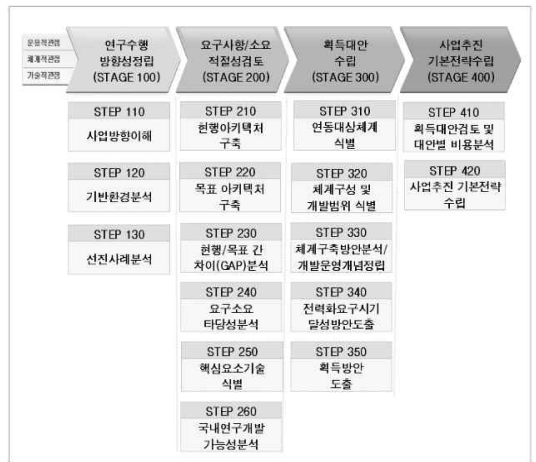 운용적관점
체계적관점
기술적관점
연구수행
방향성정립
(STAGE 100)
요구사항/소요
적절성검토
(STAGE 200)
획득대안
수립
(STAGE 300)
사업추진
기본전략수립
(STAGE 400)
STEP 110
사업방향이해
STEP 120
기반환경분석
STEP 130
선진사례분석
STEP 210
현행아키텍처
구축
STEP 220
목표 아키텍처
구축
STEP 230
현행/목표 간
차이(GAP)분석
STEP 240
요구소요
타당성분석
STEP 250
핵심요소기술
식별
STEP 260
국내연구개발
가능성분석
STEP 310
연동대상체계
식별
STEP 320
체계구성 및
개발범위 식별
STEP 330
체계구축방안분석/
개발운영개념정립
STEP 340
전력화요구시기
달성방안도출
STEP 350
획득방안
도출
STEP 410
획득대안검토 및
대안별 비용분석
STEP 420
사업추진 기본전략
수립